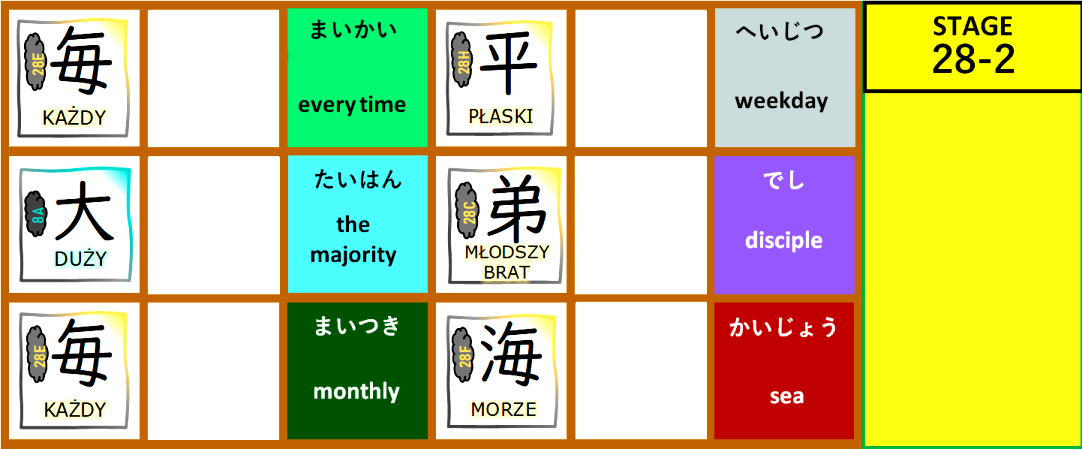 28E
毎
KAŻDY
まいかい
every time
28H
平
PŁASKI
へいじつ
weekday
STAGE
28-2
8A
大
DUŻY
たいはん
the
majority
28C
弟
MŁODSZY
BRAT
でし
disciple
28E
毎
KAŻDY
まいつき
monthly
28F
海
MORZE
かいじょう
sea